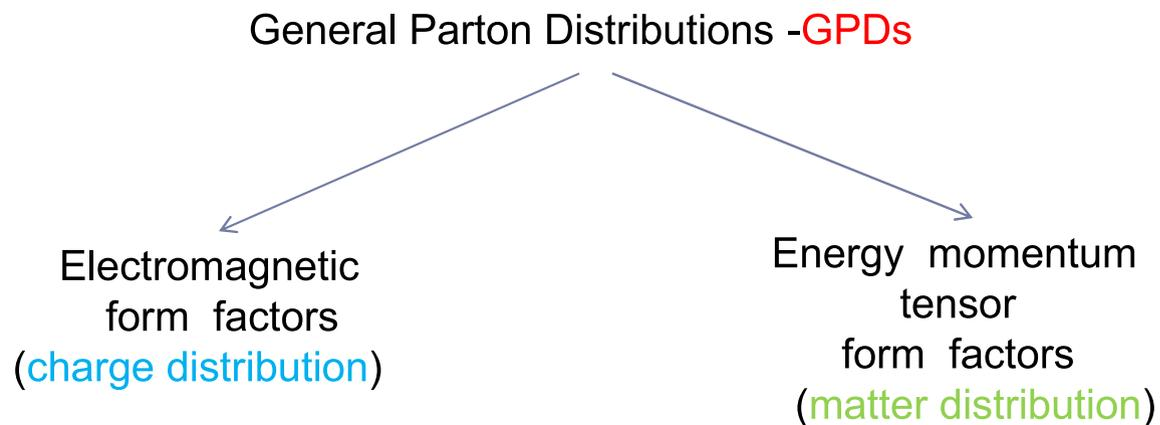 General Parton Distributions -GPDs
Electromagnetic
form factors
(charge distribution)
Energy momentum
tensor
form factors
(matter distribution)